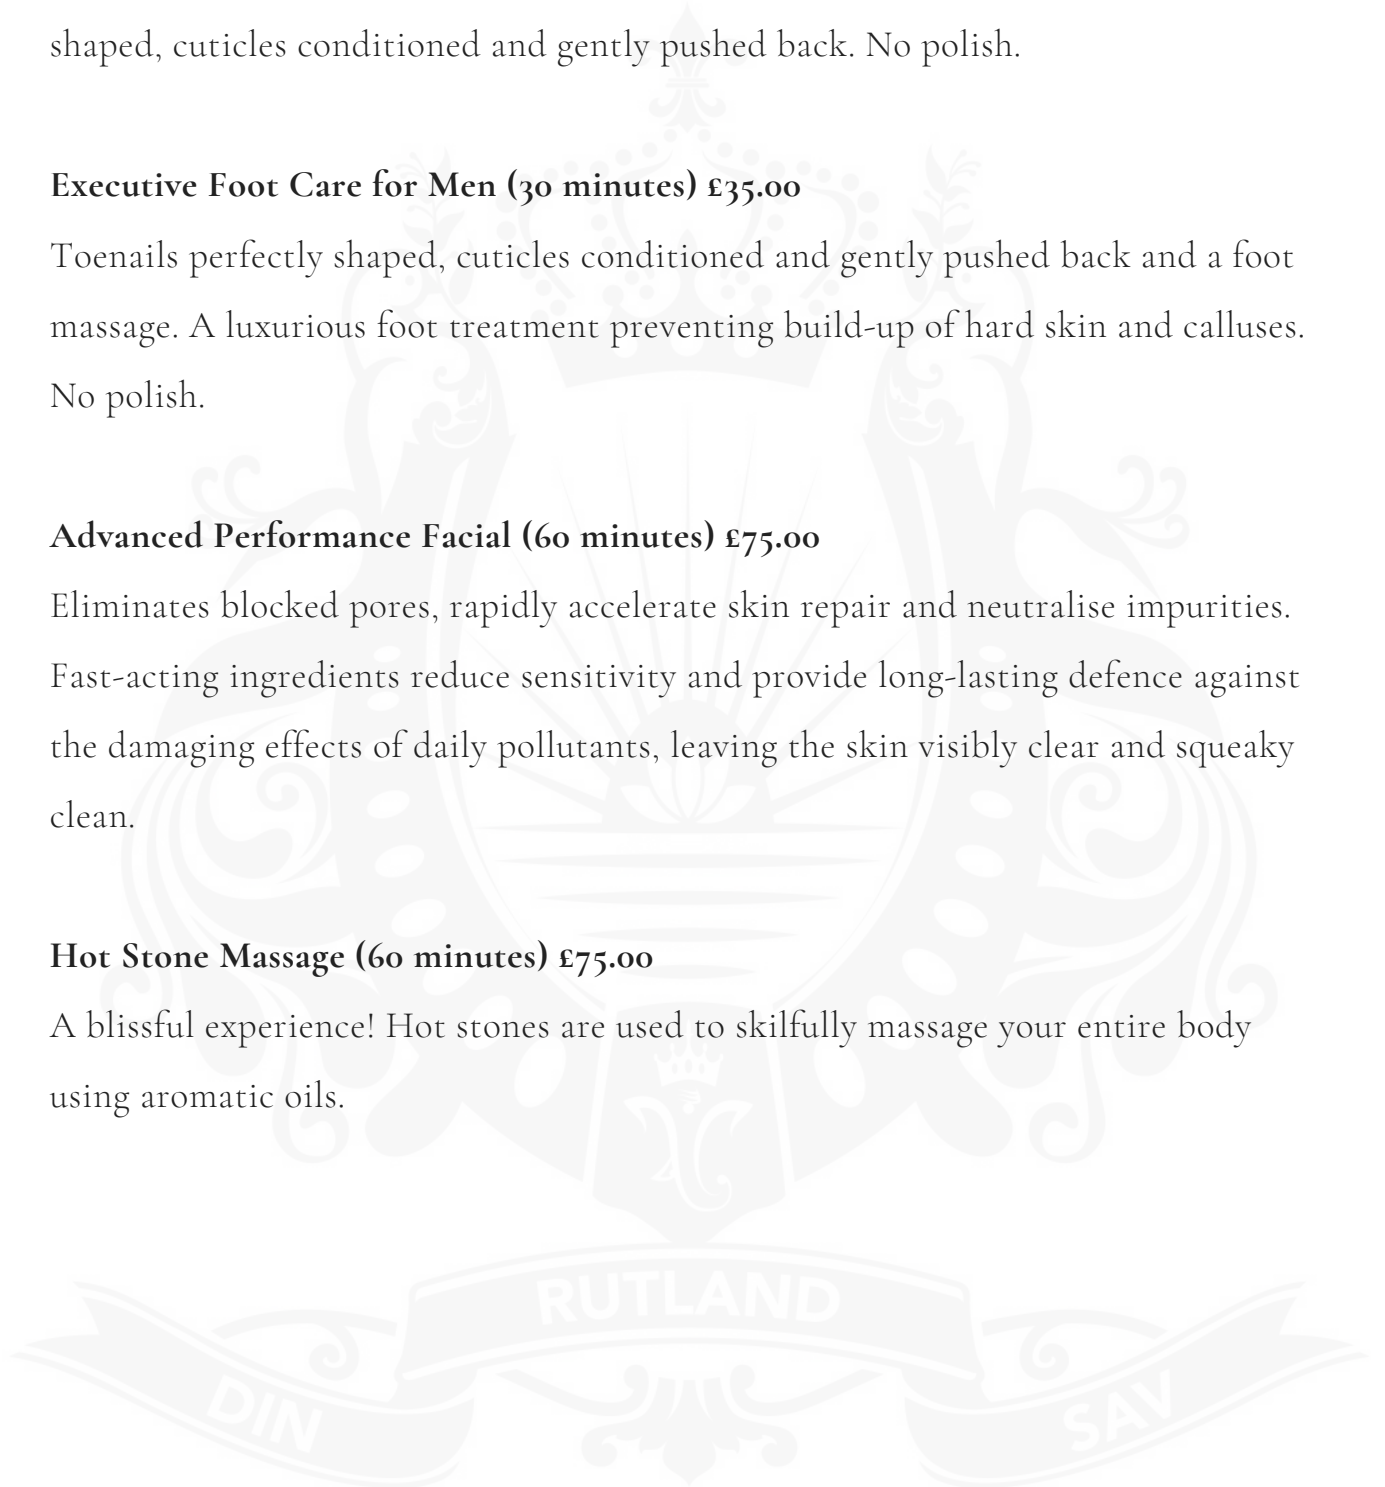 shaped, cuticles conditioned and gently pushed back. No polish.
Executive Foot Care for Men (30 minutes) £35.00
Toenails perfectly shaped, cuticles conditioned and gently pushed back and a foot
massage. A luxurious foot treatment preventing build-up of hard skin and calluses.
No polish.
Advanced Performance Facial (60 minutes) £75.00
Eliminates blocked pores, rapidly accelerate skin repair and neutralise impurities.
Fast-acting ingredients reduce sensitivity and provide long-lasting defence against
the damaging effects of daily pollutants, leaving the skin visibly clear and squeaky
clean.
Hot Stone Massage (60 minutes) £75.00
A blissful experience! Hot stones are used to skilfully massage your entire body
using aromatic oils.
RUTLAND
DIN SAV